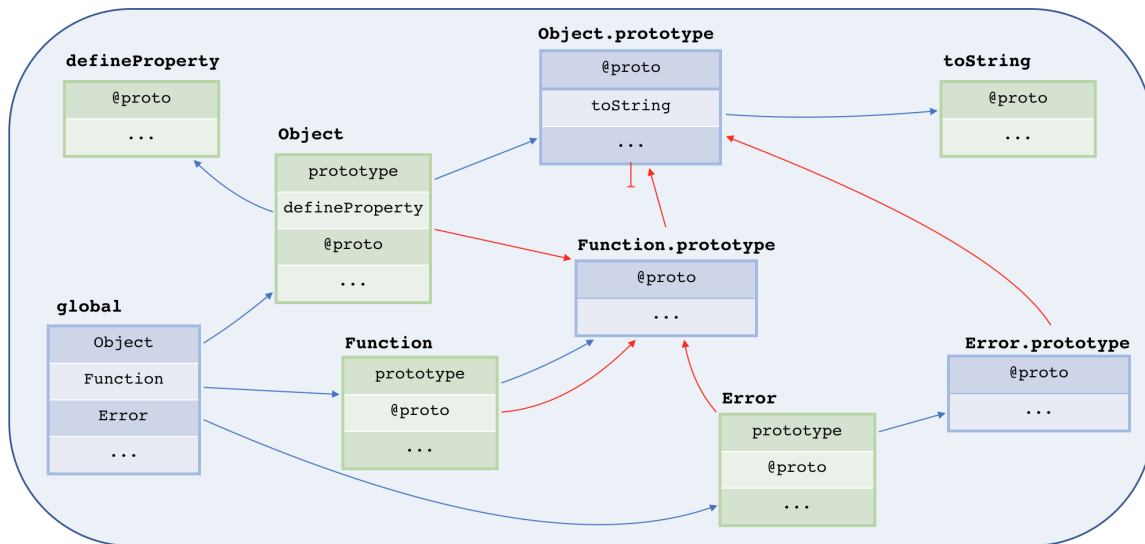 Object.prototype
@proto
toString
...
defineProperty
@proto
...
toString
@proto
...
Object
prototype
defineProperty
@proto
...
Function.prototype
@proto
...
global
Object
Function
Error
...
Function
prototype
@proto
...
Error.prototype
@proto
...
Error
prototype
@proto
...